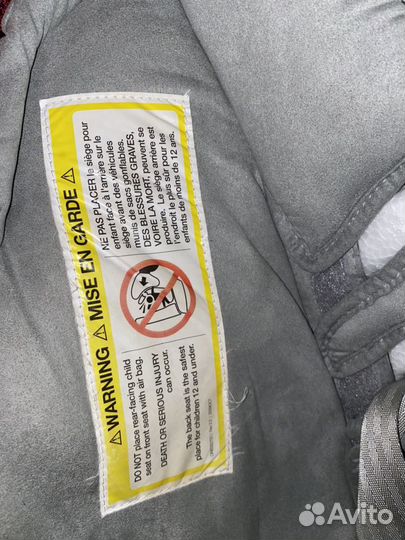 ⚠ WARNING ⚠ MISE EN GARDE ⚠
DO NOT place rear-facing child
seat on front seat with air bag.
DEATH OR SERIOUS INJURY
can occur.
The back seat is the safest
place for children 12 and under.
NE PAS PLACER le siège pour
enfant face à l'arrière sur le
siège avant des véhicules
munis de sacs gonflables.
DES BLESSURES GRAVES,
VOIRE LA MORT, peuvent se
produire. Le siège arrière est
l'endroit le plus sûr pour les
enfants de moins de 12 ans.
Avito